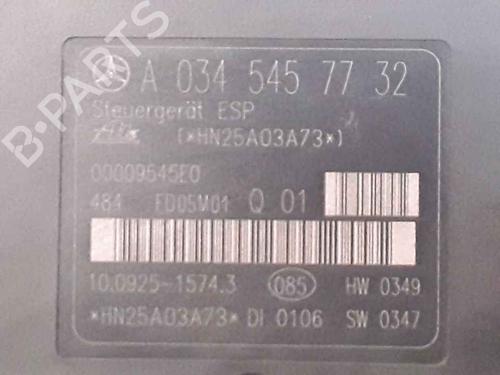 B-PARTS
A 034 545 77 32
Steuergerät ESP
Ate (*HN25A03A73*)
00009545E0
484 FD05M01 Q 01
10.0925-1574.3 085 HW 0349
*HN25A03A73* DI 0106 SW 0347